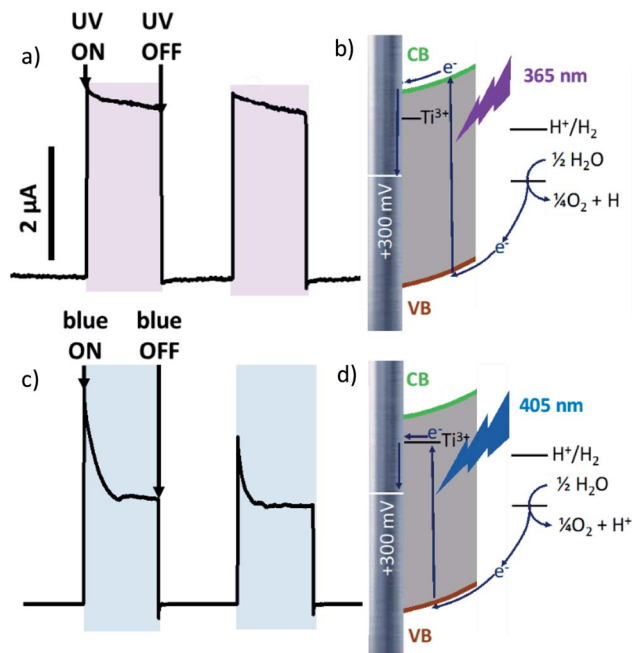 a)
UV
ON
UV
OFF
2 µA
b)
CB
e-
365 nm
Ti³⁺
H⁺/H₂
½ H₂O
+300 mV
¼O₂ + H
e-
VB
c)
blue
ON
blue
OFF
d)
CB
405 nm
e-
Ti³⁺
H⁺/H₂
½ H₂O
+300 mV
¼O₂ + H⁺
e-
VB